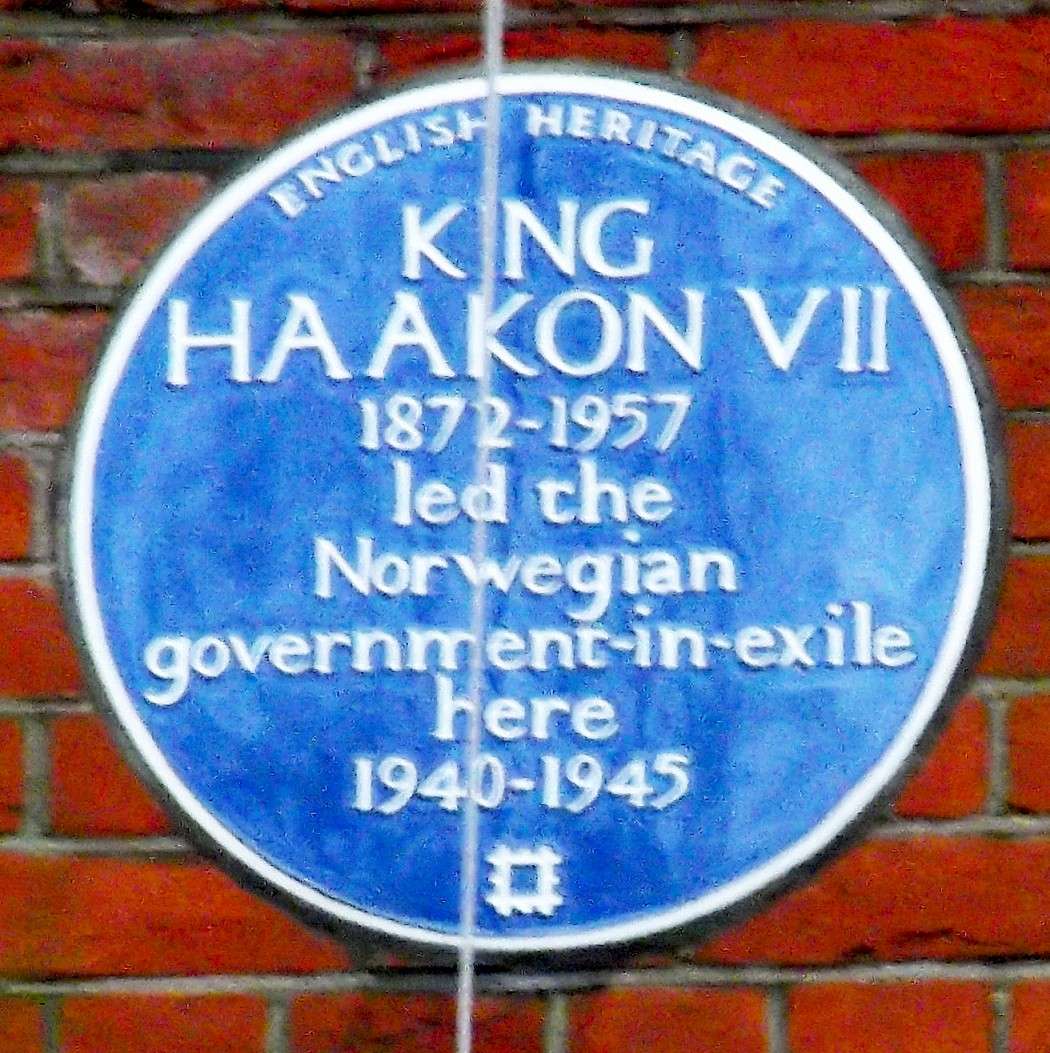 ENGLISH HERITAGE
KING
HAAKON VII
1872-1957
led the
Norwegian
government-in-exile
here
1940-1945